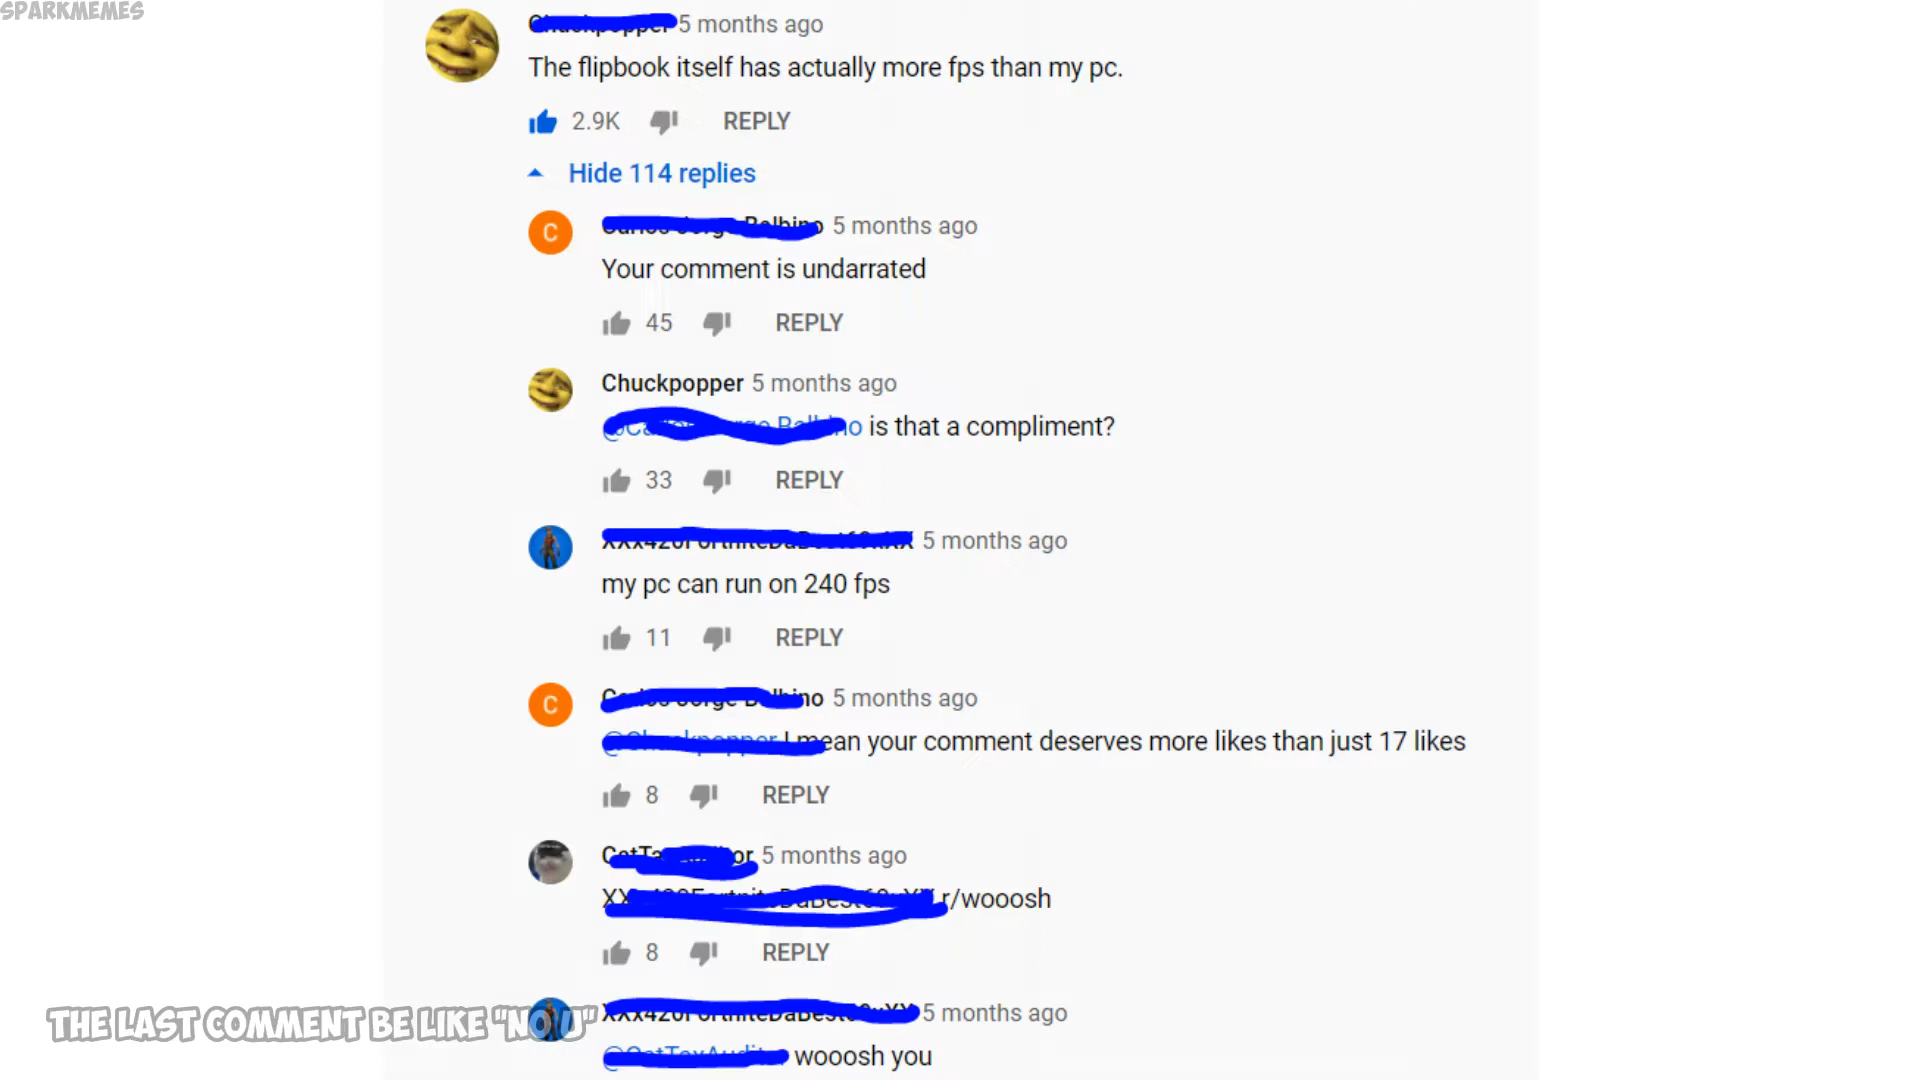 SPARKMEMES
5 months ago
The flipbook itself has actually more fps than my pc.
2.9K REPLY
Hide 114 replies
C
5 months ago
Your comment is undarrated
45 REPLY
Chuckpopper 5 months ago
is that a compliment?
33 REPLY
5 months ago
my pc can run on 240 fps
11 REPLY
C
5 months ago
I mean your comment deserves more likes than just 17 likes
8 REPLY
5 months ago
r/wooosh
8 REPLY
THE LAST COMMENT BE LIKE "NO U"
5 months ago
wooosh you